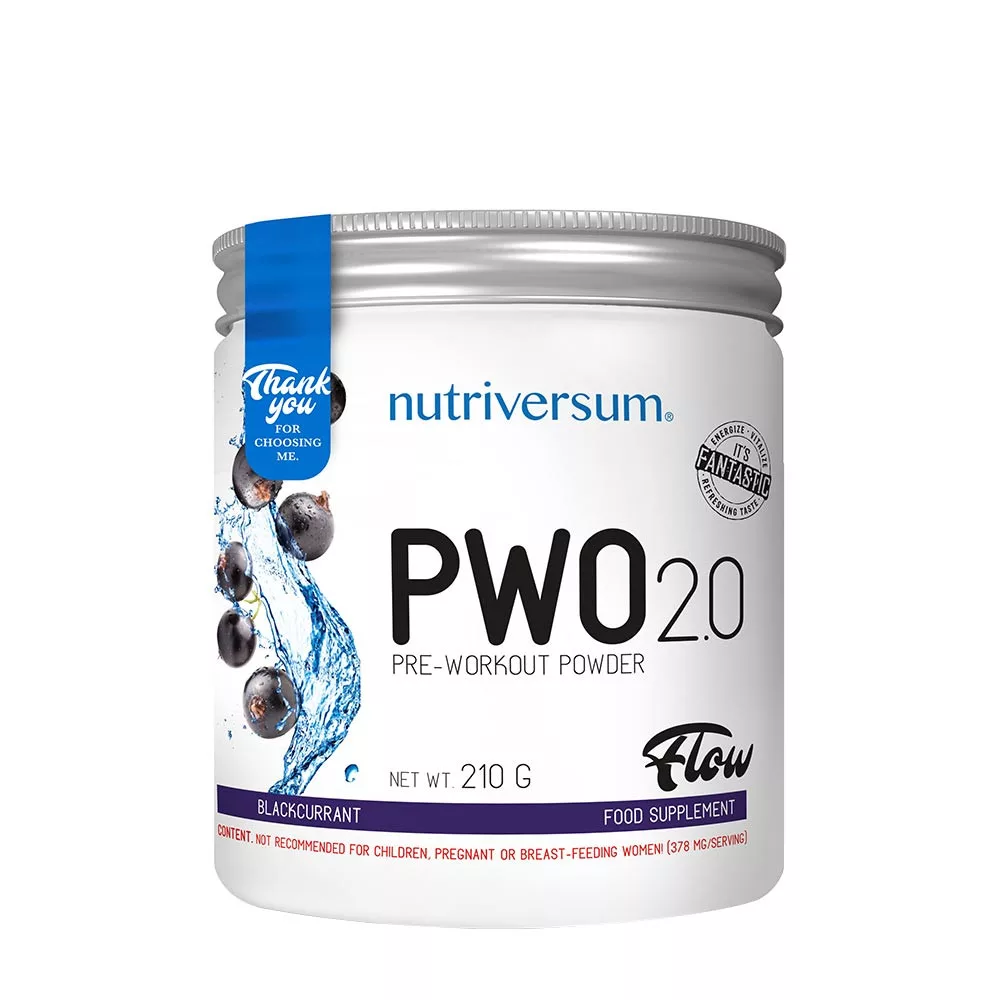 Thank
you
FOR
CHOOSING
ME.
nutriversum®
ENERGIZE · VITALIZE
IT'S
FANTASTIC
· REFRESHING TASTE ·
PWO 2.0
PRE-WORKOUT POWDER
Flow
NET WT. 210 G
BLACKCURRANT
FOOD SUPPLEMENT
CONTENT. NOT RECOMMENDED FOR CHILDREN, PREGNANT OR BREAST-FEEDING WOMEN! (378 MG/SERVING)